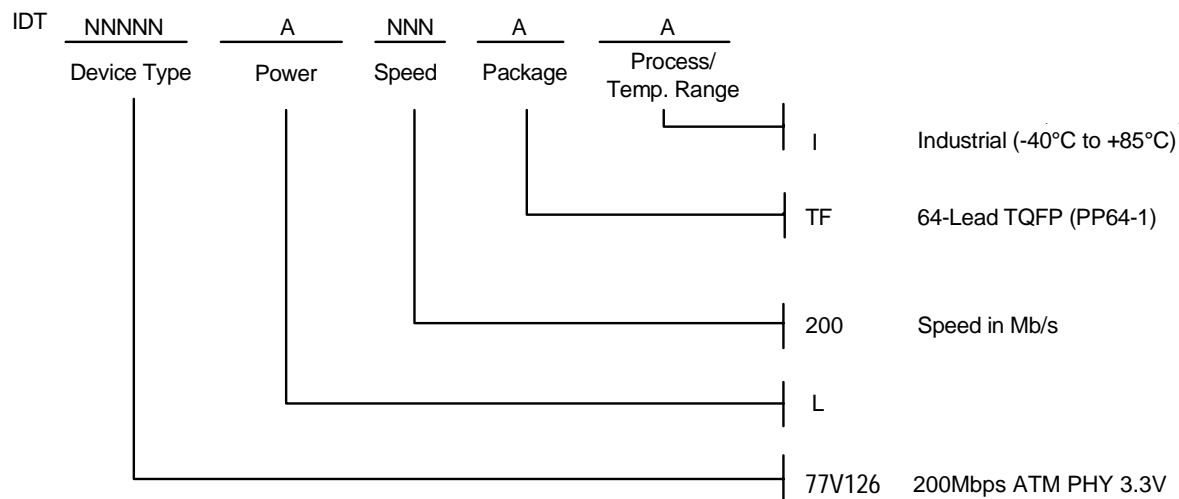 IDT NNNNN A NNN A A
Device Type Power Speed Package Process/
Temp. Range
I Industrial (-40°C to +85°C)
TF 64-Lead TQFP (PP64-1)
200 Speed in Mb/s
L
77V126 200Mbps ATM PHY 3.3V